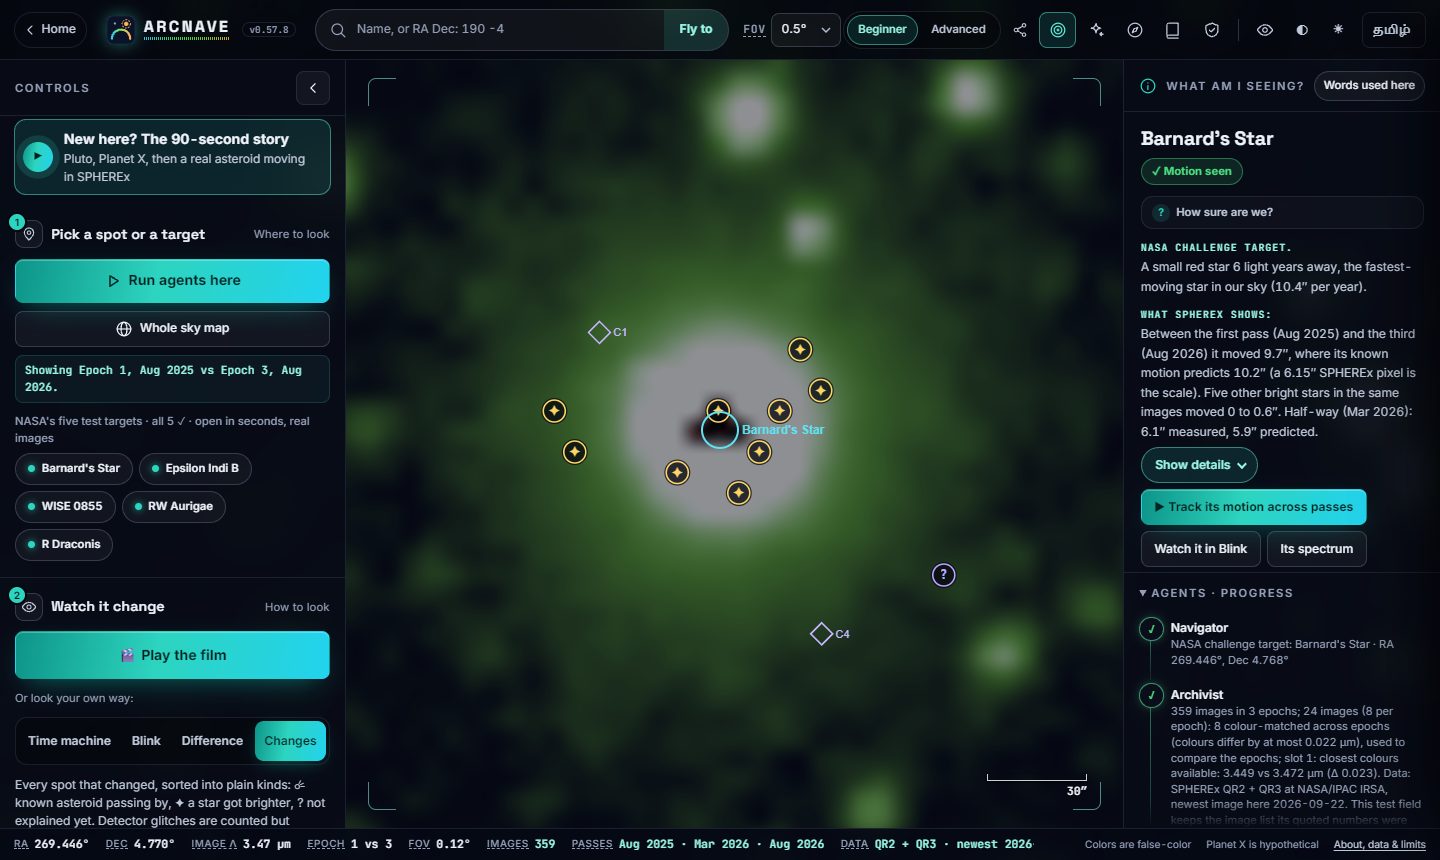 Home
ARCNAVE
v0.57.8
Name, or RA Dec: 190 -4
Fly to
FOV
0.5°
Beginner
Advanced
தமிழ்
CONTROLS
New here? The 90-second story
Pluto, Planet X, then a real asteroid moving
in SPHEREx
1
Pick a spot or a target
Where to look
Run agents here
Whole sky map
Showing Epoch 1, Aug 2025 vs Epoch 3, Aug
2026.
NASA's five test targets · all 5 ✓ · open in seconds, real
images
Barnard's Star
Epsilon Indi B
WISE 0855
RW Aurigae
R Draconis
2
Watch it change
How to look
Play the film
Or look your own way:
Time machine
Blink
Difference
Changes
Every spot that changed, sorted into plain kinds: ☄
known asteroid passing by, ✦ a star got brighter, ? not
explained yet. Detector glitches are counted but
C1
Barnard's Star
?
C4
30″
WHAT AM I SEEING?
Words used here
Barnard's Star
✓ Motion seen
? How sure are we?
NASA CHALLENGE TARGET.
A small red star 6 light years away, the fastest-
moving star in our sky (10.4″ per year).
WHAT SPHEREX SHOWS:
Between the first pass (Aug 2025) and the third
(Aug 2026) it moved 9.7″, where its known
motion predicts 10.2″ (a 6.15″ SPHEREx pixel is
the scale). Five other bright stars in the same
images moved 0 to 0.6″. Half-way (Mar 2026):
6.1″ measured, 5.9″ predicted.
Show details
▶ Track its motion across passes
Watch it in Blink
Its spectrum
▼ AGENTS · PROGRESS
✓
Navigator
NASA challenge target: Barnard's Star · RA
269.446°, Dec 4.768°
✓
Archivist
359 images in 3 epochs; 24 images (8 per
epoch): 8 colour-matched across epochs
(colours differ by at most 0.022 µm), used to
compare the epochs; slot 1: closest colours
available: 3.449 vs 3.472 µm (Δ 0.023). Data:
SPHEREx QR2 + QR3 at NASA/IPAC IRSA,
newest image here 2026-09-22. This test field
keeps the image list its quoted numbers were
RA 269.446°
DEC 4.770°
IMAGE Λ 3.47 µm
EPOCH 1 vs 3
FOV 0.12°
IMAGES 359
PASSES Aug 2025 · Mar 2026 · Aug 2026
DATA QR2 + QR3 · newest 2026
Colors are false-color
Planet X is hypothetical
About, data & limits